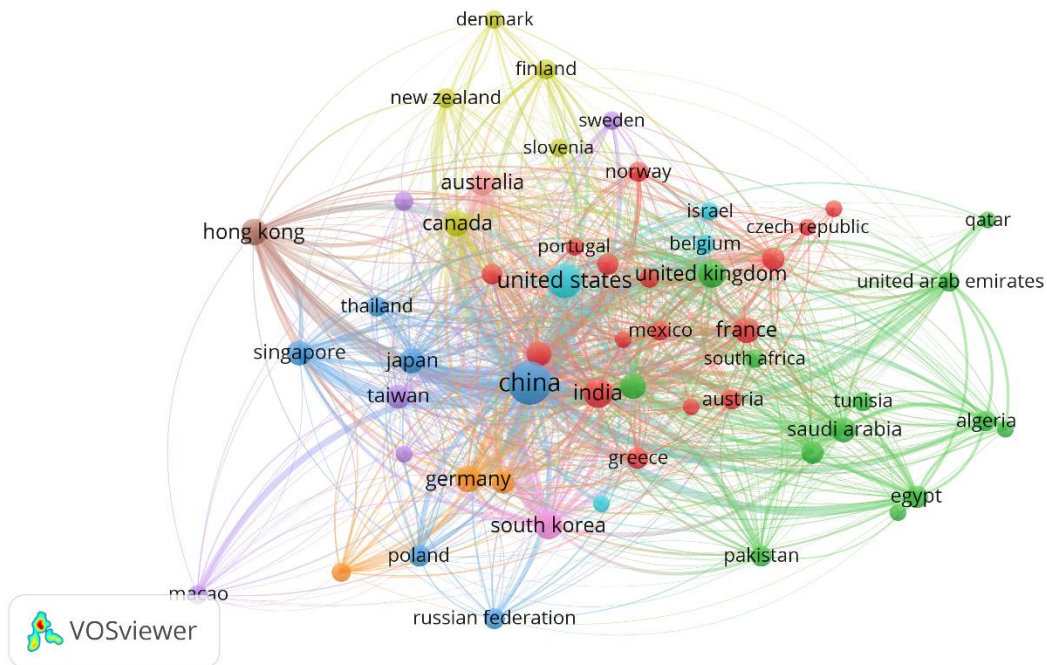 denmark
finland
new zealand
sweden
slovenia
norway
australia
israel
qatar
canada
czech republic
hong kong
portugal
belgium
united states
united kingdom
united arab emirates
thailand
mexico
france
singapore
japan
south africa
china
india
taiwan
austria
tunisia
saudi arabia
algeria
greece
germany
egypt
south korea
poland
pakistan
macao
russian federation
VOSviewer